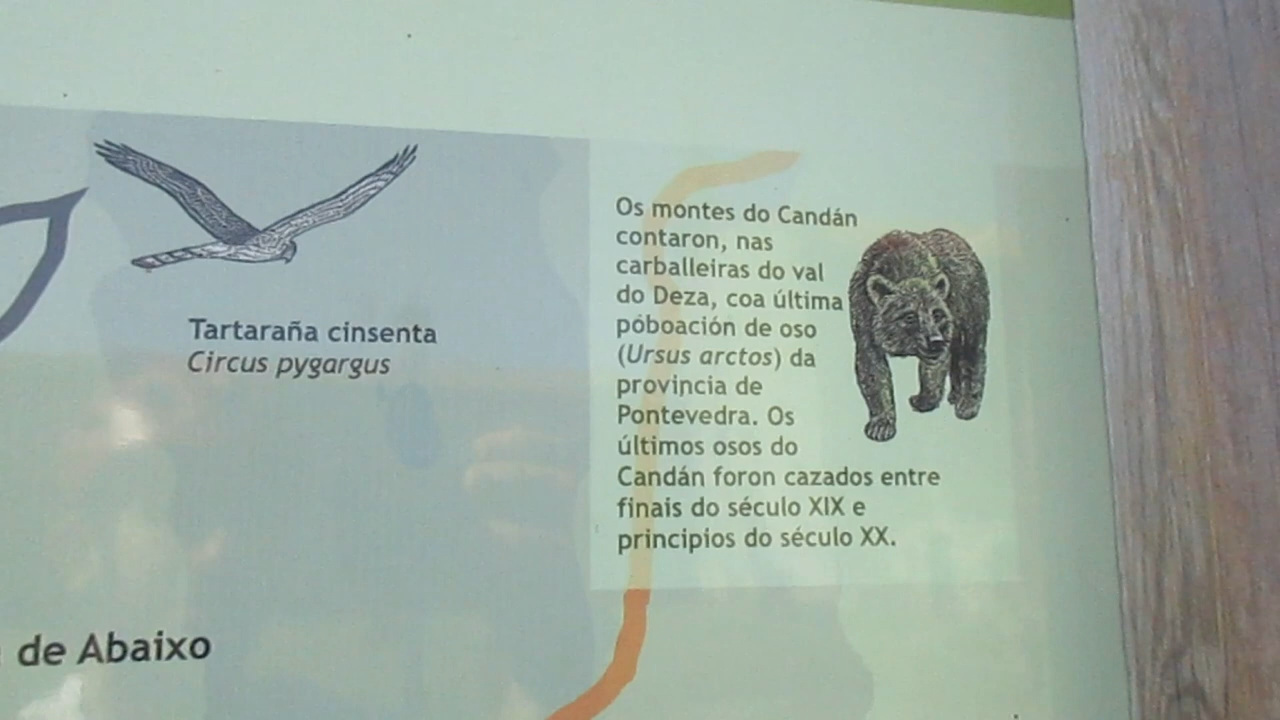 Tartaraña cinsenta
Circus pygargus
Os montes do Candán
contaron, nas
carballeiras do val
do Deza, coa última
poboación de oso
(Ursus arctos) da
provincia de
Pontevedra. Os
últimos osos do
Candán foron cazados entre
finais do século XIX e
principios do século XX.
de Abaixo